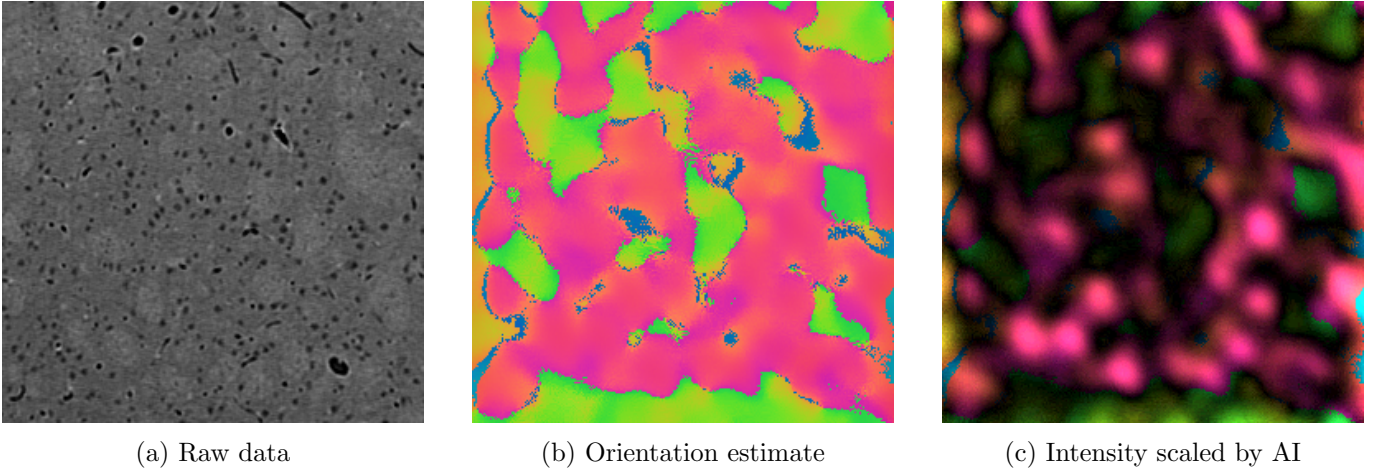 (a) Raw data
(b) Orientation estimate
(c) Intensity scaled by AI